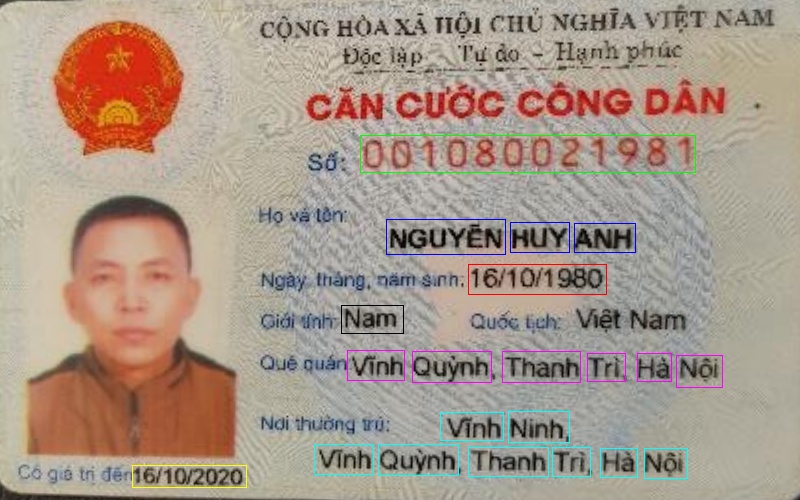 CỘNG HÒA XÃ HỘI CHỦ NGHĨA VIỆT NAM
Độc lập - Tự do - Hạnh phúc
CĂN CƯỚC CÔNG DÂN
Số: 001080021981
Họ và tên:
NGUYỄN HUY ANH
Ngày, tháng, năm sinh: 16/10/1980
Giới tính: Nam Quốc tịch: Việt Nam
Quê quán: Vĩnh Quỳnh, Thanh Trì, Hà Nội
Nơi thường trú: Vĩnh Ninh,
Vĩnh Quỳnh, Thanh Trì, Hà Nội
Có giá trị đến: 16/10/2020